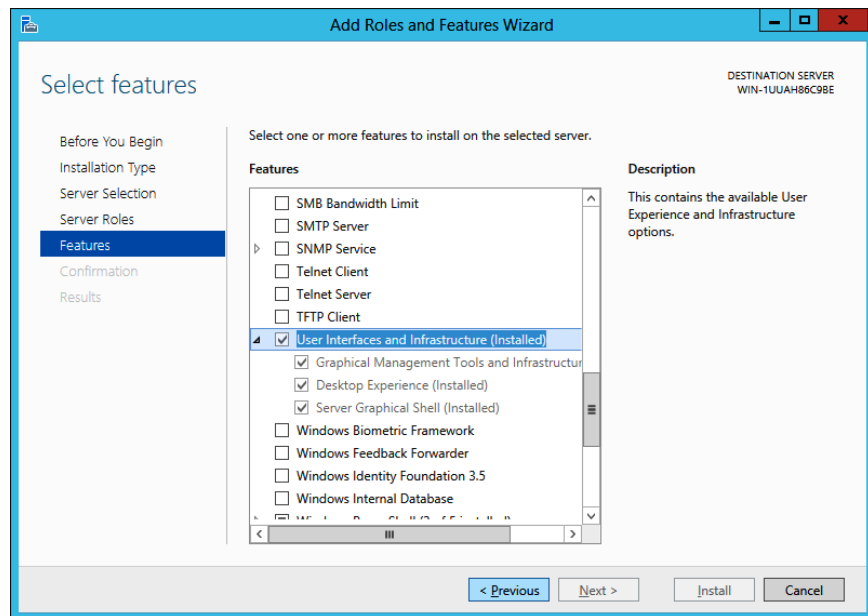 Add Roles and Features Wizard
Select features
DESTINATION SERVER
WIN-1UUAH86C9BE
Before You Begin
Installation Type
Server Selection
Server Roles
Features
Confirmation
Results
Select one or more features to install on the selected server.
Features
SMB Bandwidth Limit
SMTP Server
SNMP Service
Telnet Client
Telnet Server
TFTP Client
User Interfaces and Infrastructure (Installed)
Graphical Management Tools and Infrastructur
Desktop Experience (Installed)
Server Graphical Shell (Installed)
Windows Biometric Framework
Windows Feedback Forwarder
Windows Identity Foundation 3.5
Windows Internal Database
Description
This contains the available User
Experience and Infrastructure
options.
< Previous
Next >
Install
Cancel